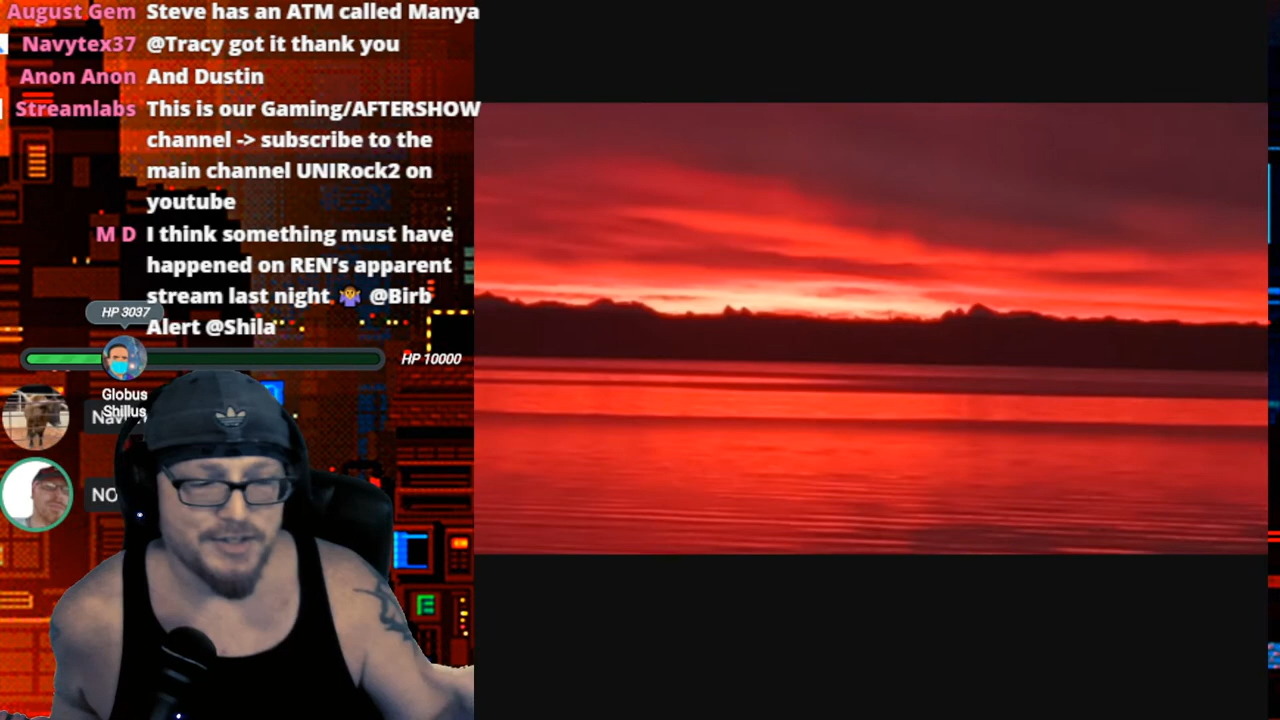 August Gem Steve has an ATM called Manya
Navytex37 @Tracy got it thank you
Anon Anon And Dustin
Streamlabs This is our Gaming/AFTERSHOW
channel -> subscribe to the
main channel UNIRock2 on
youtube
M D I think something must have
happened on REN's apparent
stream last night 🤷‍♀️ @Birb
Alert @Shila
HP 3037
HP 10000
Globus
Shillus
NO